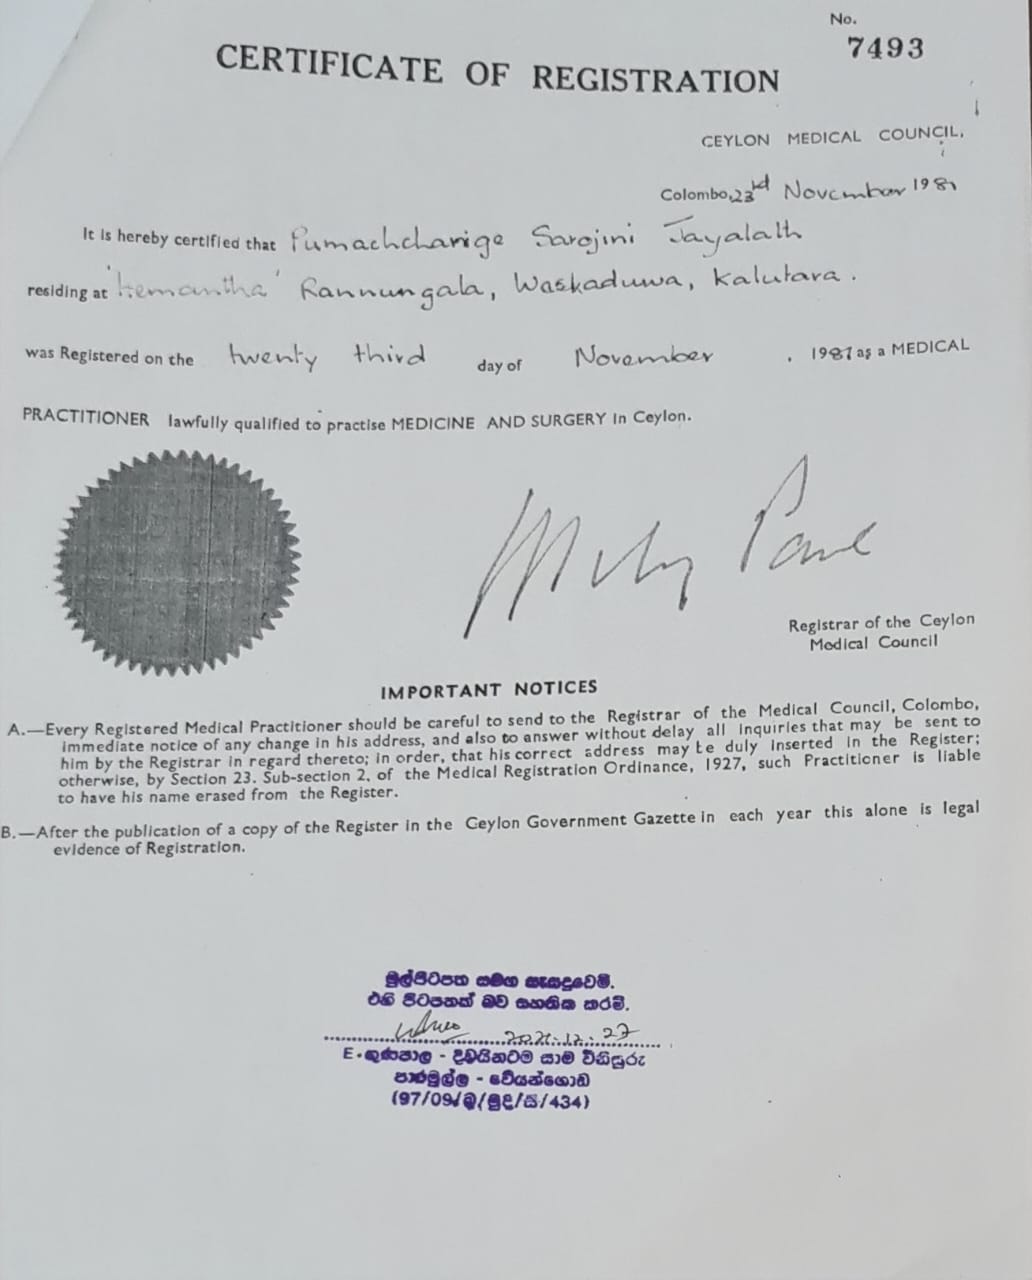 No.
7493
CERTIFICATE OF REGISTRATION
CEYLON MEDICAL COUNCIL,
Colombo, 23rd November 1981
It is hereby certified that Pumachchanige Sarojini Jayalath
residing at 'Hemantha' Rannungala, Waskaduwa, Kalutara.
was Registered on the twenty third day of November, 1981 as a MEDICAL
PRACTITIONER lawfully qualified to practise MEDICINE AND SURGERY in Ceylon.
Registrar of the Ceylon
Medical Council
IMPORTANT NOTICES
A.—Every Registered Medical Practitioner should be careful to send to the Registrar of the Medical Council, Colombo,
immediate notice of any change in his address, and also to answer without delay all inquiries that may be sent to
him by the Registrar in regard thereto; in order, that his correct address may be duly inserted in the Register;
otherwise, by Section 23. Sub-section 2, of the Medical Registration Ordinance, 1927, such Practitioner is liable
to have his name erased from the Register.
B.—After the publication of a copy of the Register in the Ceylon Government Gazette in each year this alone is legal
evidence of Registration.
මුල්පිටපත සමග සැසඳුවෙමි.
එහි පිටපතක් බව සහතික කරමි.
2021.12.27
E. ගුණපාල - දිවයිනටම සාම විනිසුරු
පාරමුල්ල - වේයන්ගොඩ
(97/09/ඔ/මුද/ස/434)